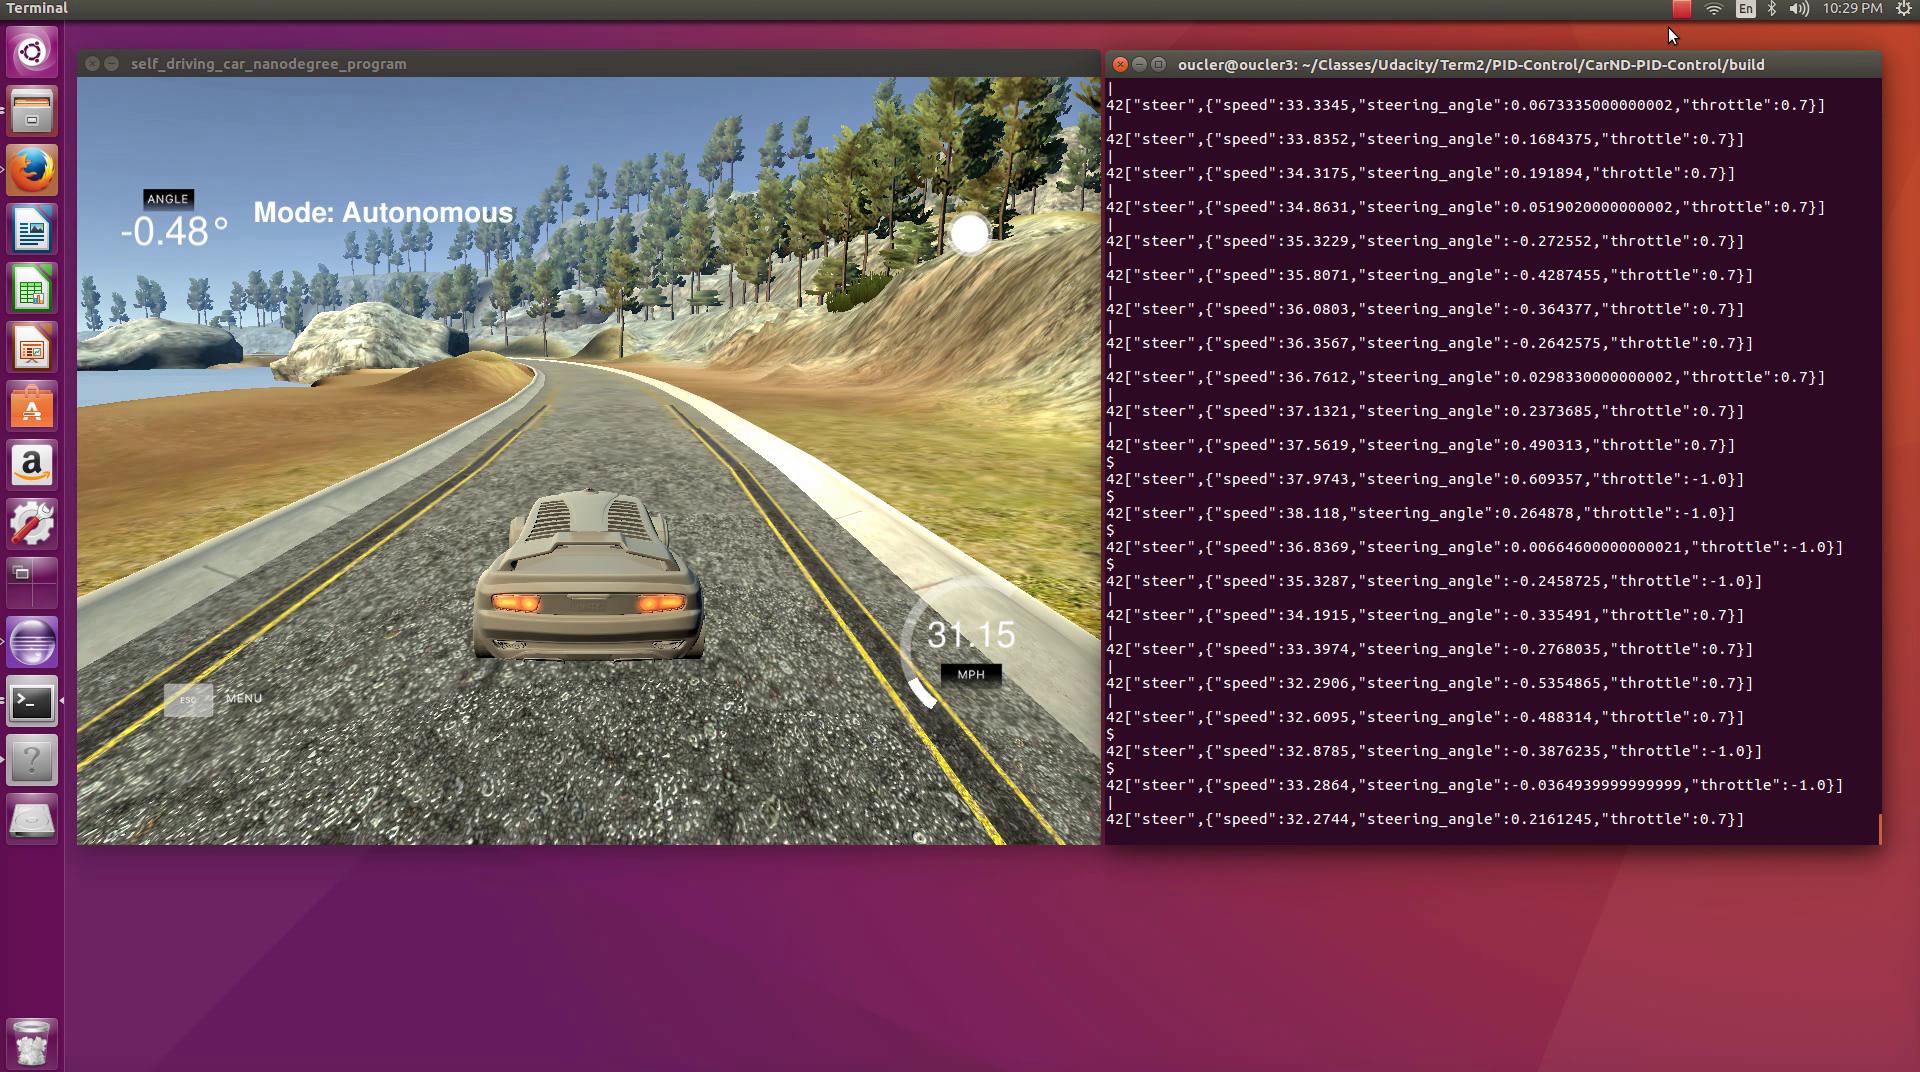 Terminal
En
10:29 PM
self_driving_car_nanodegree_program
ANGLE
-0.48°
Mode: Autonomous
31.15
MPH
ESC
MENU
oucler@oucler3: ~/Classes/Udacity/Term2/PID-Control/CarND-PID-Control/build
|
42["steer",{"speed":33.3345,"steering_angle":0.0673335000000002,"throttle":0.7}]
|
42["steer",{"speed":33.8352,"steering_angle":0.1684375,"throttle":0.7}]
|
42["steer",{"speed":34.3175,"steering_angle":0.191894,"throttle":0.7}]
|
42["steer",{"speed":34.8631,"steering_angle":0.0519020000000002,"throttle":0.7}]
|
42["steer",{"speed":35.3229,"steering_angle":-0.272552,"throttle":0.7}]
|
42["steer",{"speed":35.8071,"steering_angle":-0.4287455,"throttle":0.7}]
|
42["steer",{"speed":36.0803,"steering_angle":-0.364377,"throttle":0.7}]
|
42["steer",{"speed":36.3567,"steering_angle":-0.2642575,"throttle":0.7}]
|
42["steer",{"speed":36.7612,"steering_angle":0.0298330000000002,"throttle":0.7}]
|
42["steer",{"speed":37.1321,"steering_angle":0.2373685,"throttle":0.7}]
|
42["steer",{"speed":37.5619,"steering_angle":0.490313,"throttle":0.7}]
$
42["steer",{"speed":37.9743,"steering_angle":0.609357,"throttle":-1.0}]
$
42["steer",{"speed":38.118,"steering_angle":0.264878,"throttle":-1.0}]
$
42["steer",{"speed":36.8369,"steering_angle":0.00664600000000021,"throttle":-1.0}]
$
42["steer",{"speed":35.3287,"steering_angle":-0.2458725,"throttle":-1.0}]
|
42["steer",{"speed":34.1915,"steering_angle":-0.335491,"throttle":0.7}]
|
42["steer",{"speed":33.3974,"steering_angle":-0.2768035,"throttle":0.7}]
|
42["steer",{"speed":32.2906,"steering_angle":-0.5354865,"throttle":0.7}]
|
42["steer",{"speed":32.6095,"steering_angle":-0.488314,"throttle":0.7}]
$
42["steer",{"speed":32.8785,"steering_angle":-0.3876235,"throttle":-1.0}]
$
42["steer",{"speed":33.2864,"steering_angle":-0.0364939999999999,"throttle":-1.0}]
|
42["steer",{"speed":32.2744,"steering_angle":0.2161245,"throttle":0.7}]